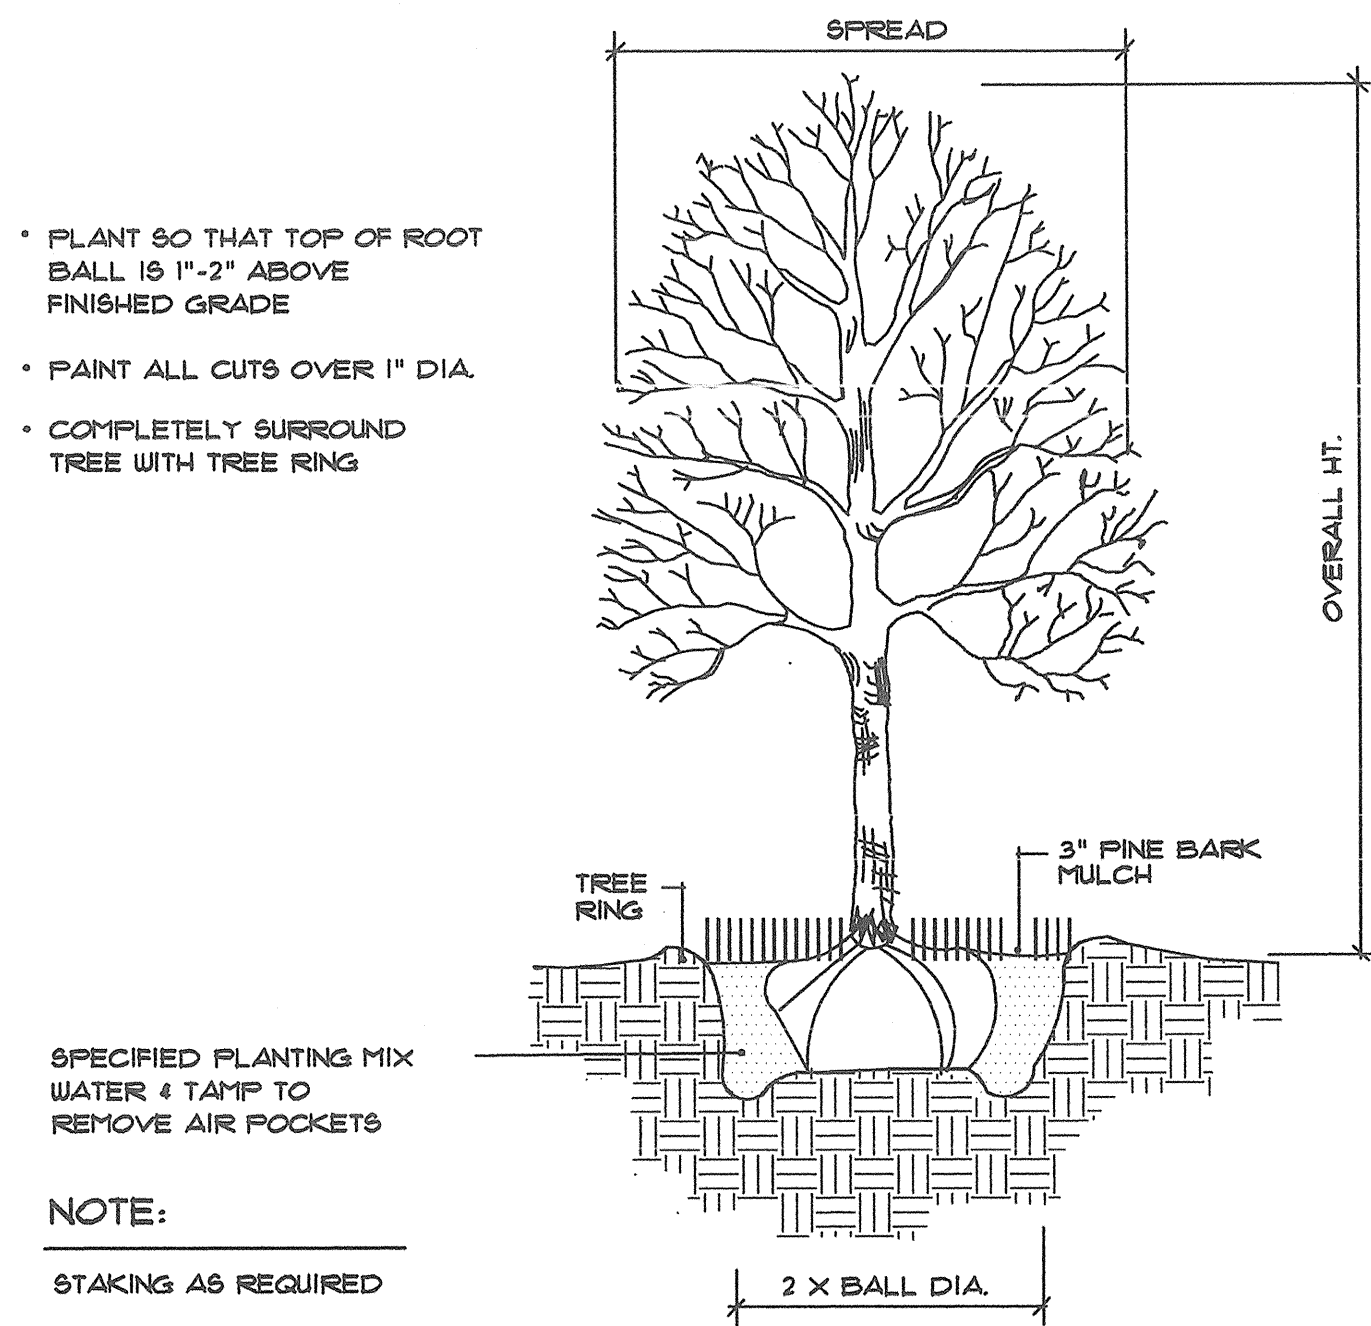 SPREAD
• PLANT SO THAT TOP OF ROOT
BALL IS 1"-2" ABOVE
FINISHED GRADE
• PAINT ALL CUTS OVER 1" DIA.
• COMPLETELY SURROUND
TREE WITH TREE RING
OVERALL HT.
3" PINE BARK
MULCH
TREE
RING
SPECIFIED PLANTING MIX
WATER & TAMP TO
REMOVE AIR POCKETS
NOTE:
STAKING AS REQUIRED
2 X BALL DIA.